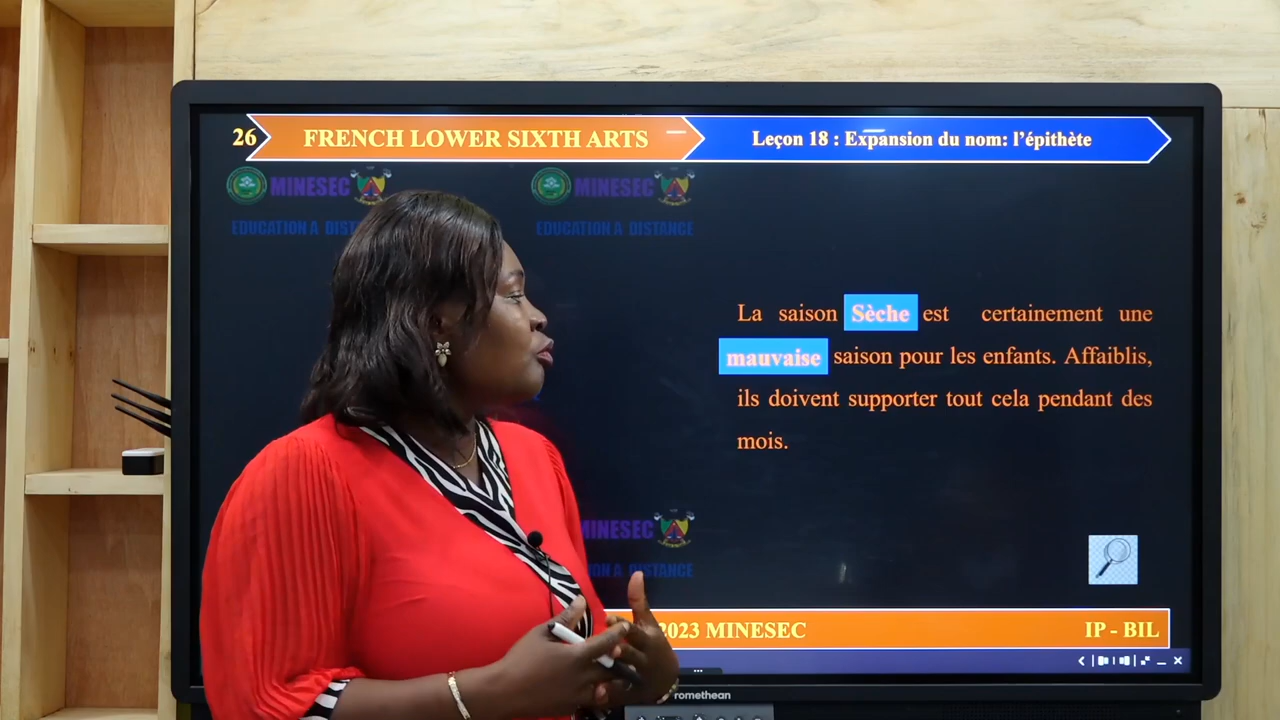 26
FRENCH LOWER SIXTH ARTS
Leçon 18 : Expansion du nom: l'épithète
MINESEC
MINESEC
EDUCATION A
EDUCATION A DISTANCE
La saison Sèche est certainement une
mauvaise saison pour les enfants. Affaiblis,
ils doivent supporter tout cela pendant des
mois.
MINESEC
DISTANCE
2023 MINESEC
IP - BIL
romethean